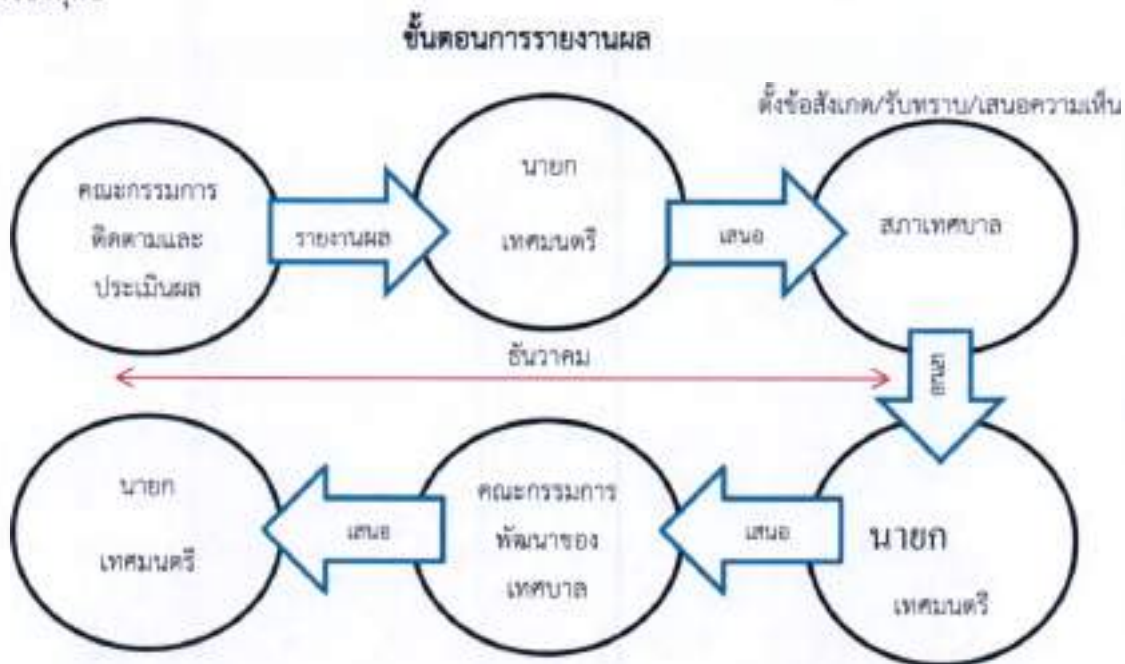 ขั้นตอนการรายงานผล
ตั้งข้อสังเกต/รับทราบ/เสนอความเห็น
คณะกรรมการ
ติดตามและ
ประเมินผล
รายงานผล
นายก
เทศมนตรี
เสนอ
สภาเทศบาล
ธันวาคม
เสนอ
นายก
เทศมนตรี
เสนอ
คณะกรรมการ
พัฒนาของ
เทศบาล
เสนอ
นายก
เทศมนตรี